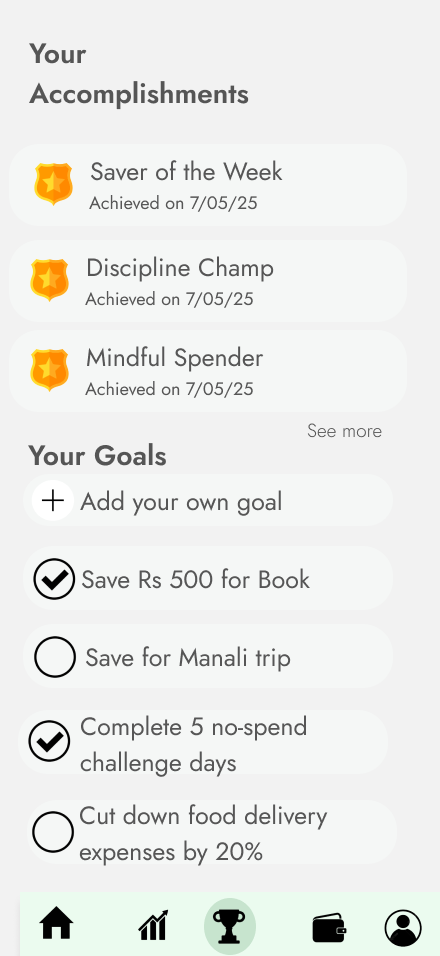 Your
Accomplishments
Saver of the Week
Achieved on 7/05/25
Discipline Champ
Achieved on 7/05/25
Mindful Spender
Achieved on 7/05/25
See more
Your Goals
Add your own goal
Save Rs 500 for Book
Save for Manali trip
Complete 5 no-spend
challenge days
Cut down food delivery
expenses by 20%